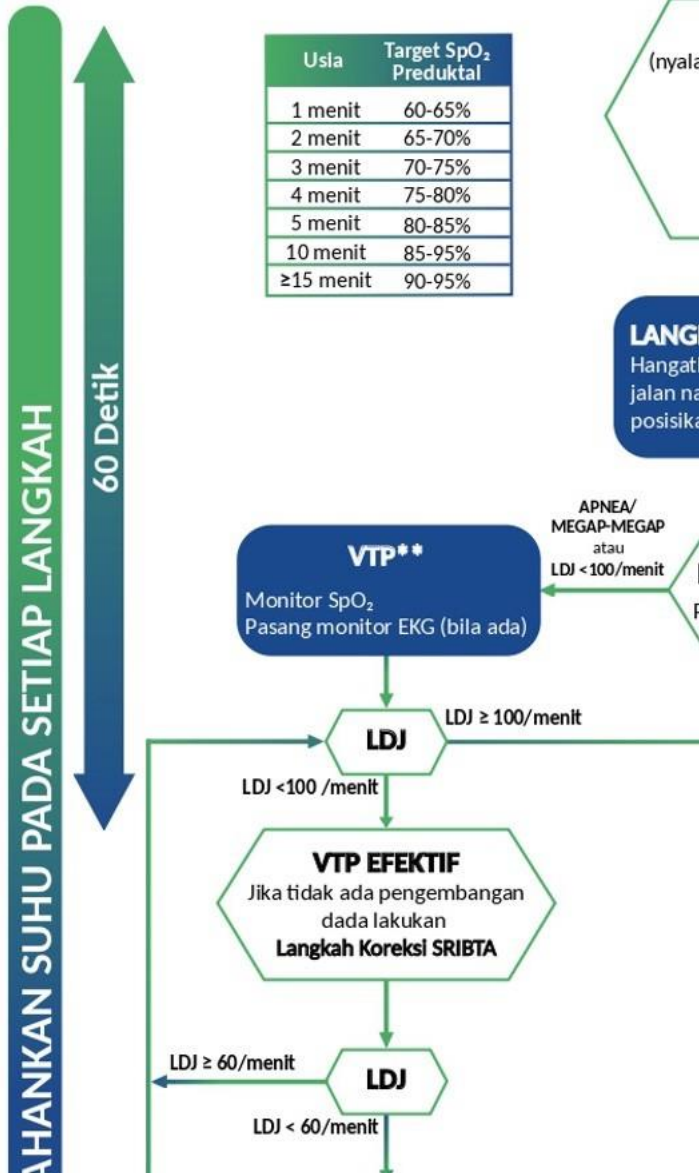 Usia Target SpO₂ Preduktal
1 menit 60-65%
2 menit 65-70%
3 menit 70-75%
4 menit 75-80%
5 menit 80-85%
10 menit 85-95%
≥15 menit 90-95%
60 Detik
AHANKAN SUHU PADA SETIAP LANGKAH
(nyala
LANG
Hangat
jalan na
posisika
APNEA/
MEGAP-MEGAP
atau
LDJ <100/menit
VTP**
Monitor SpO₂
Pasang monitor EKG (bila ada)
LDJ
LDJ ≥ 100/menit
LDJ <100 /menit
VTP EFEKTIF
Jika tidak ada pengembangan
dada lakukan
Langkah Koreksi SRIBTA
LDJ ≥ 60/menit
LDJ
LDJ < 60/menit